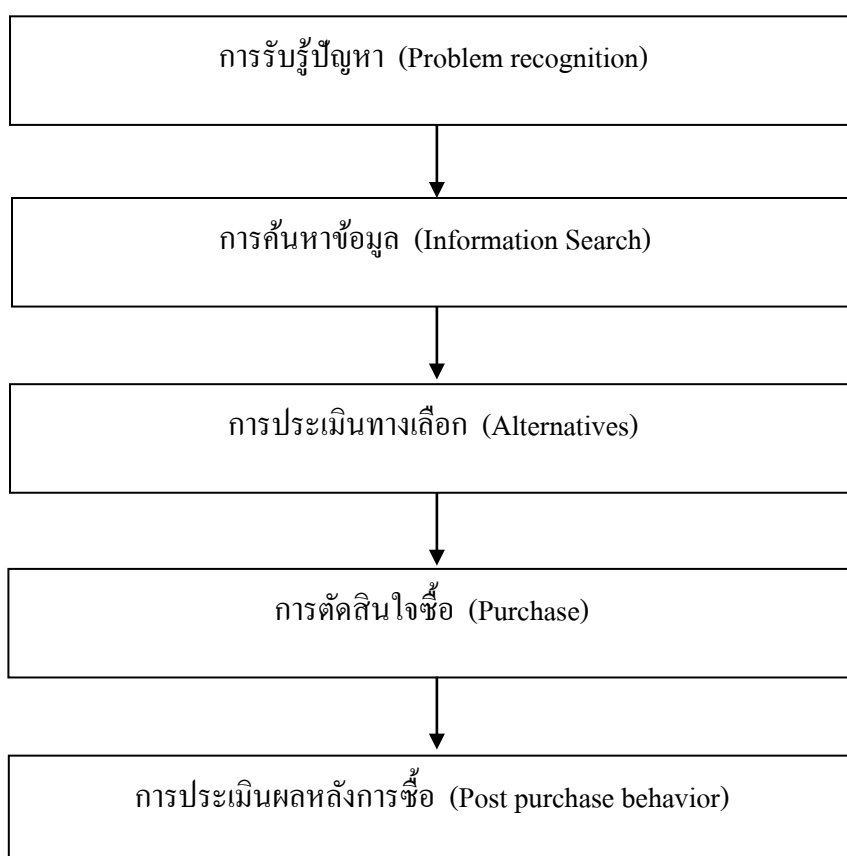 การรับรู้ปัญหา (Problem recognition)
การค้นหาข้อมูล (Information Search)
การประเมินทางเลือก (Alternatives)
การตัดสินใจซื้อ (Purchase)
การประเมินผลหลังการซื้อ (Post purchase behavior)